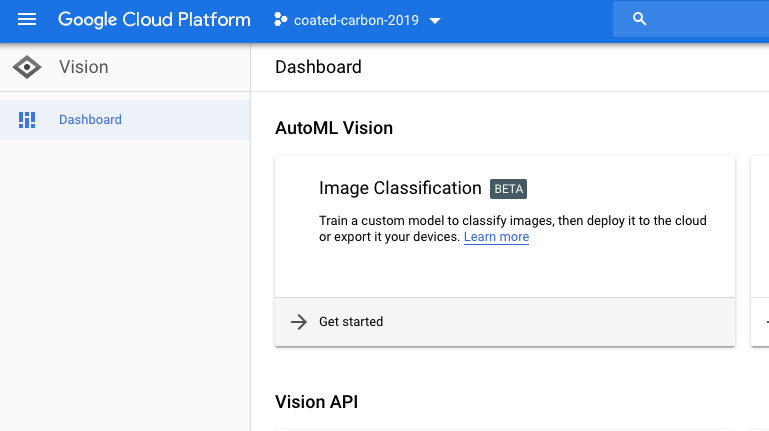 Google Cloud Platform
coated-carbon-2019
Vision
Dashboard
Dashboard
AutoML Vision
Image Classification BETA
Train a custom model to classify images, then deploy it to the cloud
or export it your devices. Learn more
Get started
Vision API